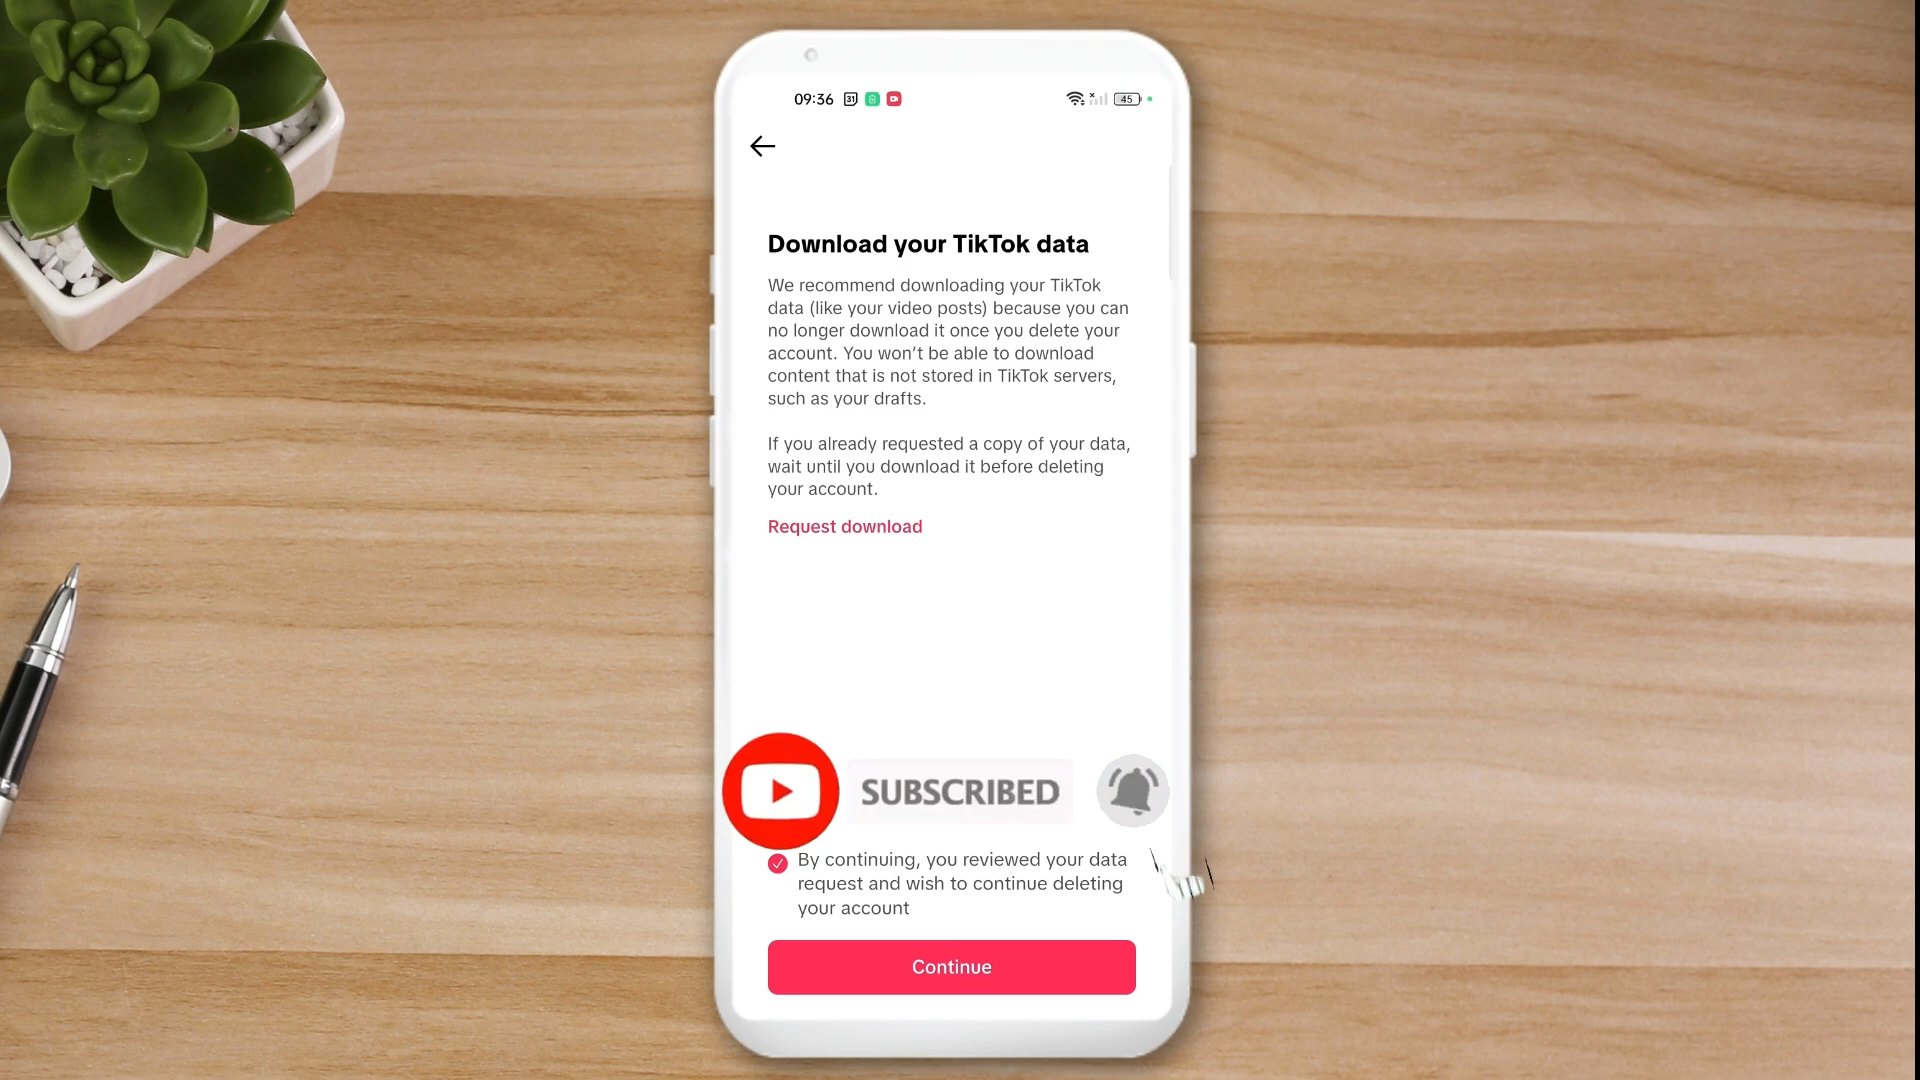 09:36 31 45
Download your TikTok data
We recommend downloading your TikTok
data (like your video posts) because you can
no longer download it once you delete your
account. You won’t be able to download
content that is not stored in TikTok servers,
such as your drafts.
If you already requested a copy of your data,
wait until you download it before deleting
your account.
Request download
SUBSCRIBED
By continuing, you reviewed your data
request and wish to continue deleting
your account
Continue